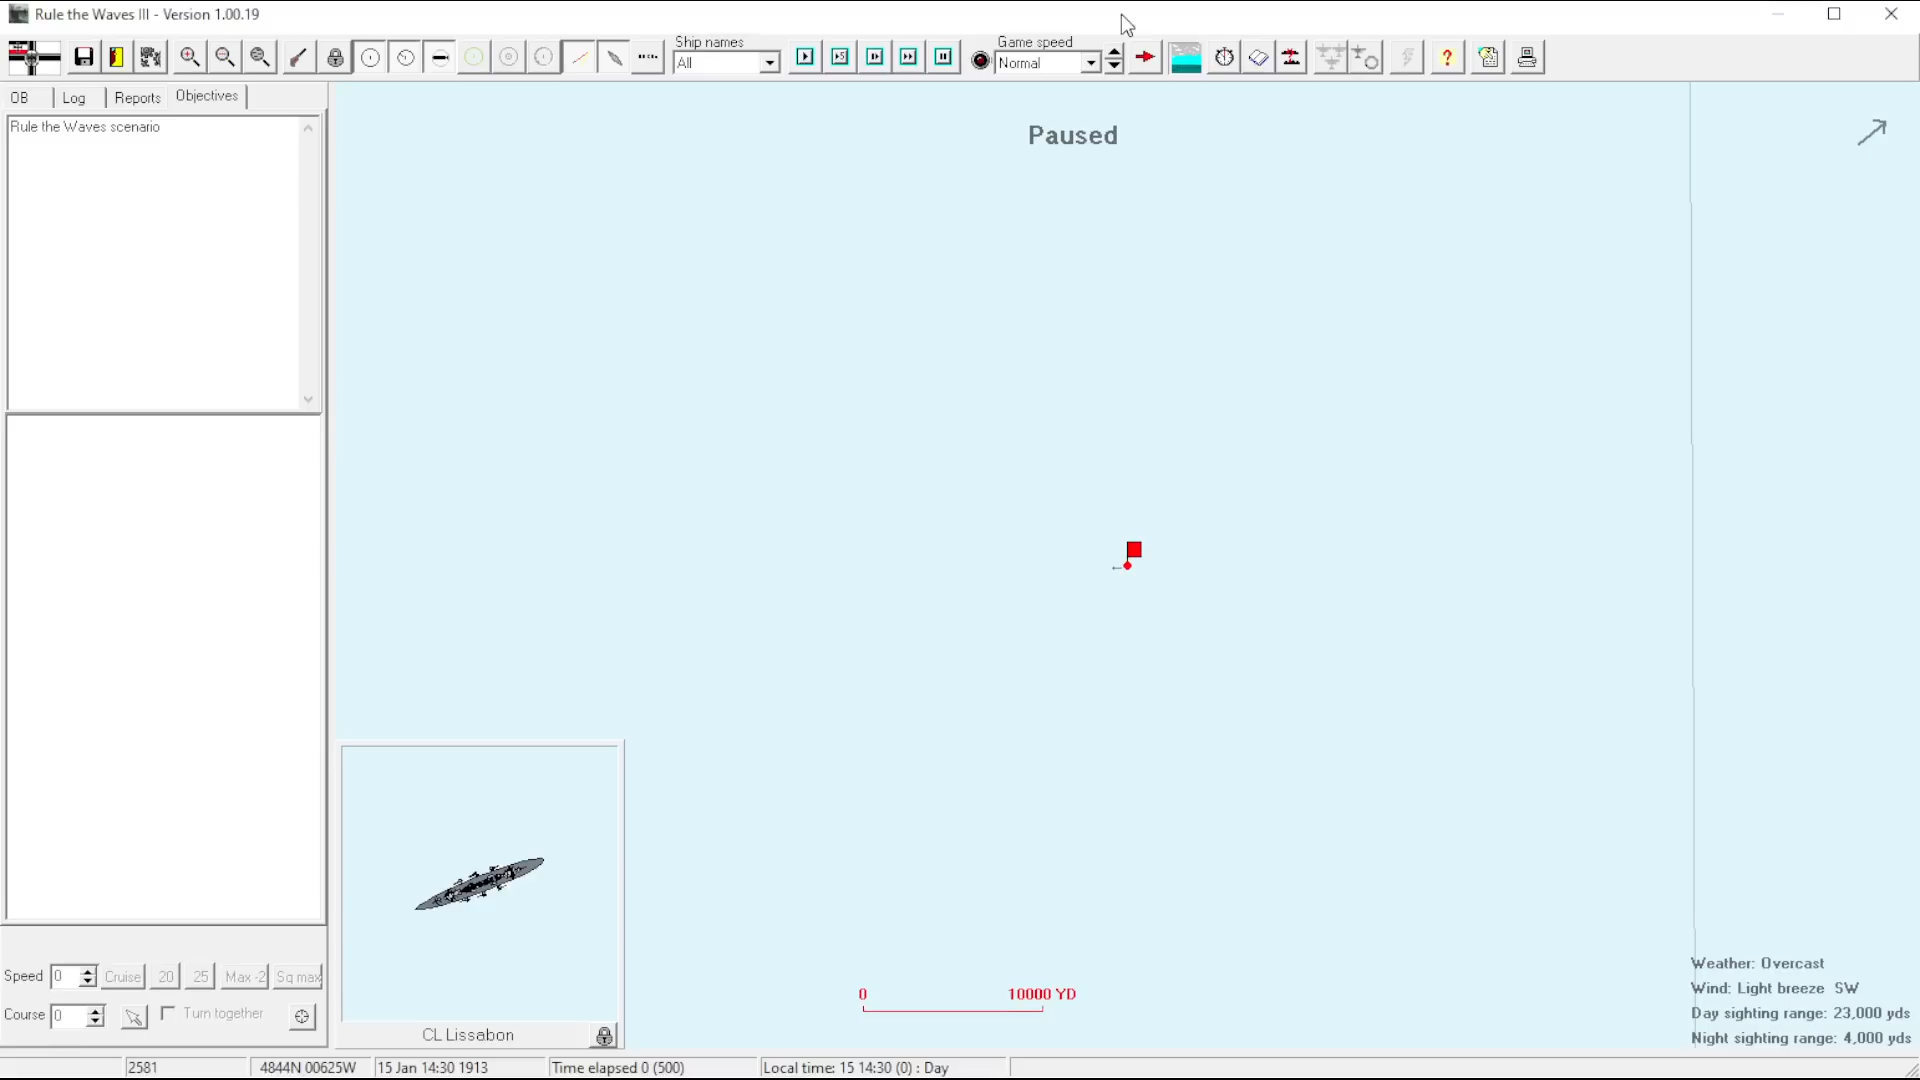 Rule the Waves III - Version 1.00.19
Ship names
All
Game speed
Normal
OB
Log
Reports
Objectives
Rule the Waves scenario
Paused
Speed
0
Cruise
20
25
Max -2
Sq max
Course
0
Turn together
CL Lissabon
0
10000 YD
Weather: Overcast
Wind: Light breeze SW
Day sighting range: 23,000 yds
Night sighting range: 4,000 yds
2581
4844N 00625W
15 Jan 14:30 1913
Time elapsed 0 (500)
Local time: 15 14:30 (0) : Day